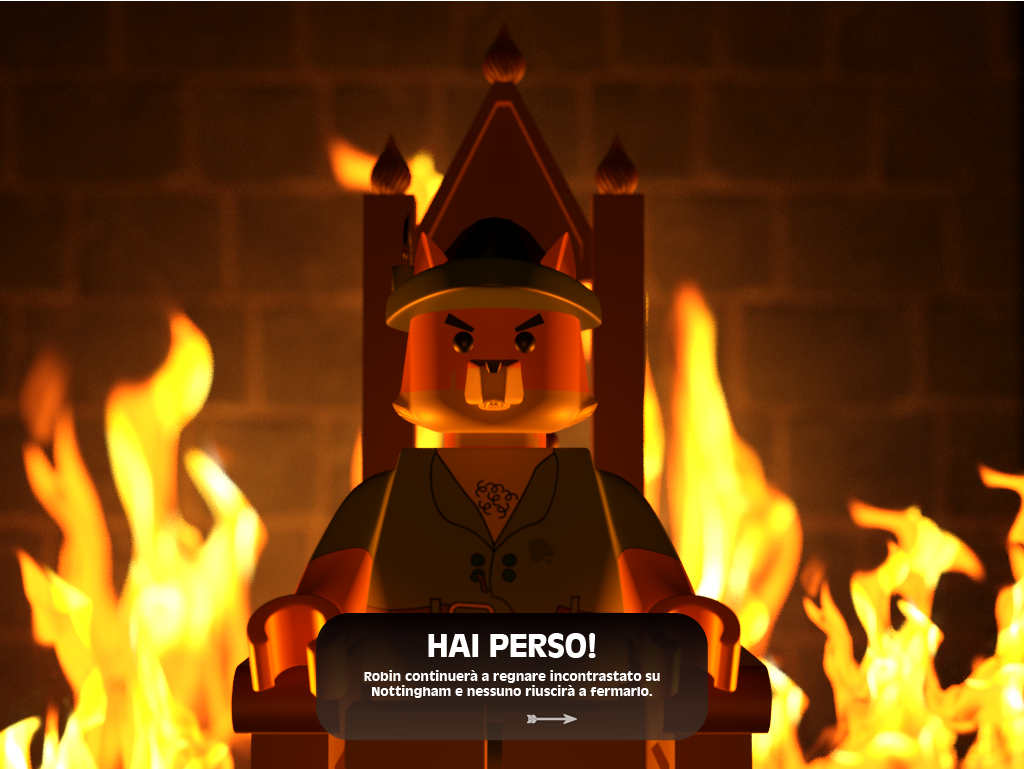 HAI PERSO!
Robin continuerà a regnare incontrastato su
Nottingham e nessuno riuscirà a fermarlo.